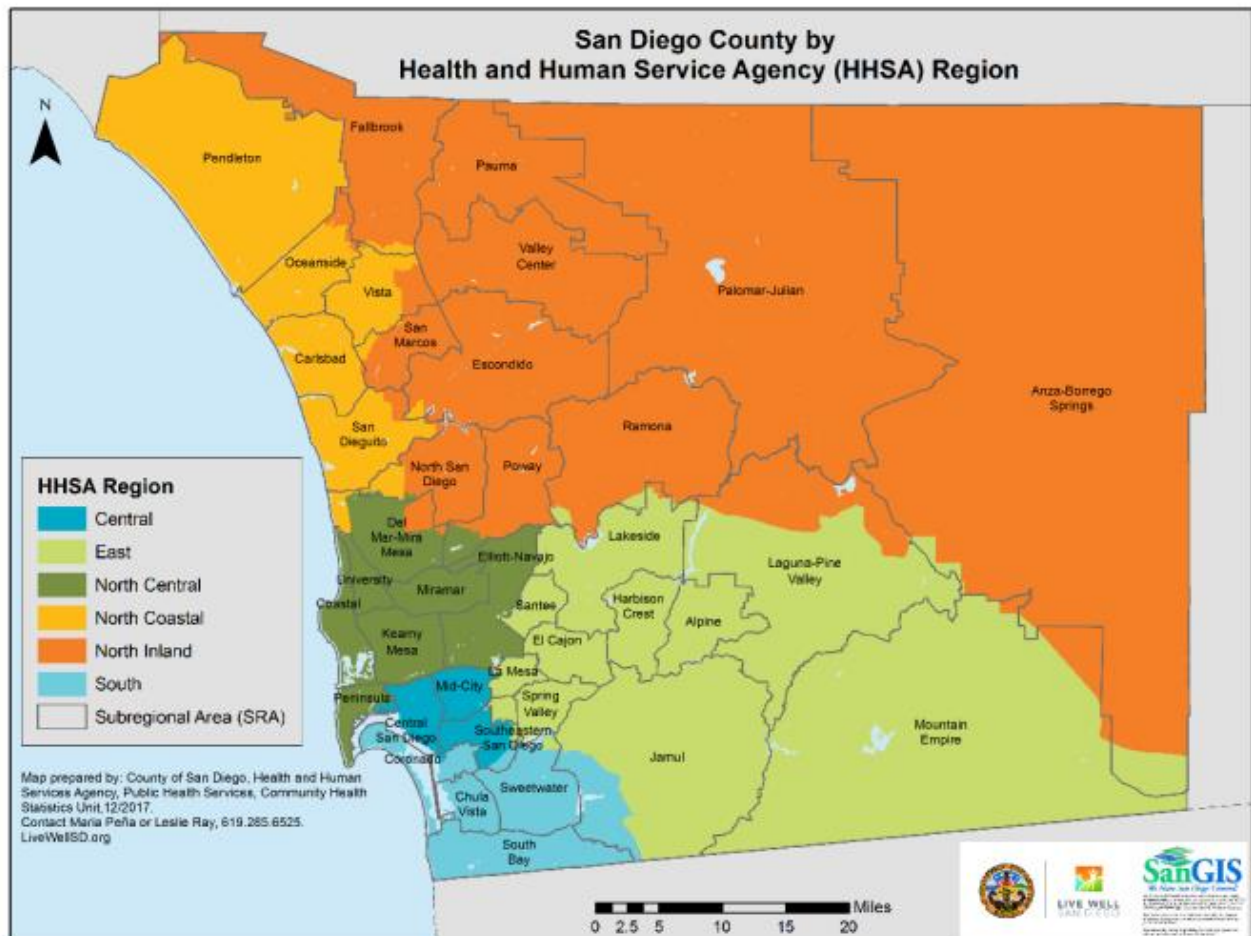 San Diego County by
Health and Human Service Agency (HHSA) Region
N
Fallbrook
Pendleton
Pauma
Valley
Center
Oceanside
Vista
Palomar-Julian
San
Marcos
Carlsbad
Escondido
Anza-Borrego
Springs
San
Dieguito
Ramona
North San
Diego
Poway
HHSA Region
Central
East
North Central
North Coastal
North Inland
South
Subregional Area (SRA)
Del
Mar-Mira
Mesa
Lakeside
Elliott-Navajo
Laguna-Pine
Valley
University
Miramar
Coastal
Santee
Harbison
Crest
Alpine
Kearny
Mesa
El Cajon
La Mesa
Mid-City
Peninsula
Spring
Valley
Central
San Diego
Southeastern
San Diego
Mountain
Empire
Coronado
Jamul
Sweetwater
Chula
Vista
South
Bay
Map prepared by: County of San Diego, Health and Human
Services Agency, Public Health Services, Community Health
Statistics Unit,12/2017.
Contact Maria Peña or Leslie Ray, 619.285.6525.
LiveWellSD.org
Miles
0 2.5 5 10 15 20
LIVE WELL
SAN DIEGO
SanGIS